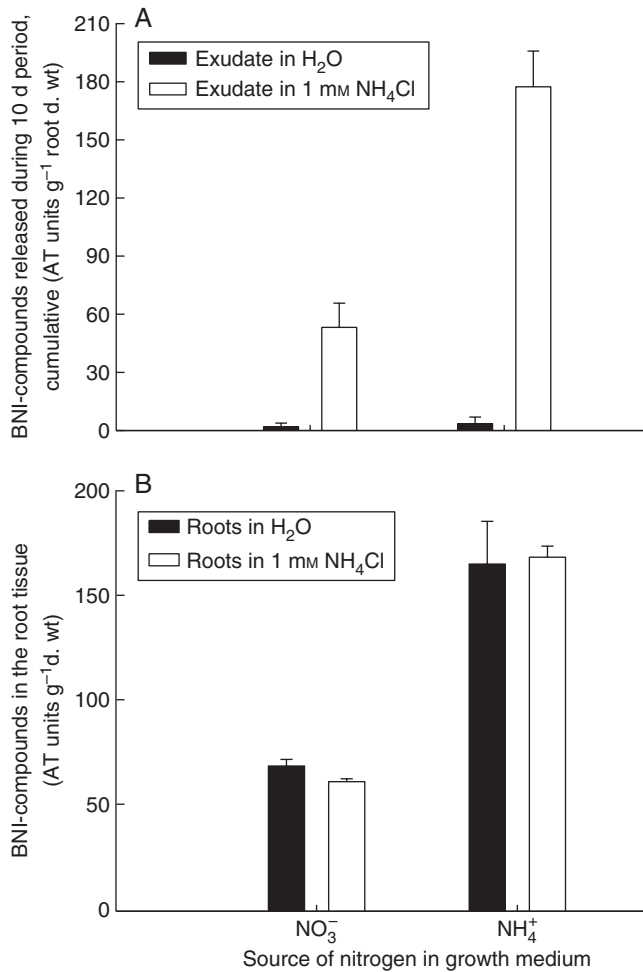 A
BNI-compounds released during 10 d period,
cumulative (AT units g⁻¹ root d. wt)
210
180
150
120
90
60
30
0
Exudate in H₂O
Exudate in 1 mM NH₄Cl
B
BNI-compounds in the root tissue
(AT units g⁻¹d. wt)
200
150
100
50
0
Roots in H₂O
Roots in 1 mM NH₄Cl
NO₃⁻ NH₄⁺
Source of nitrogen in growth medium